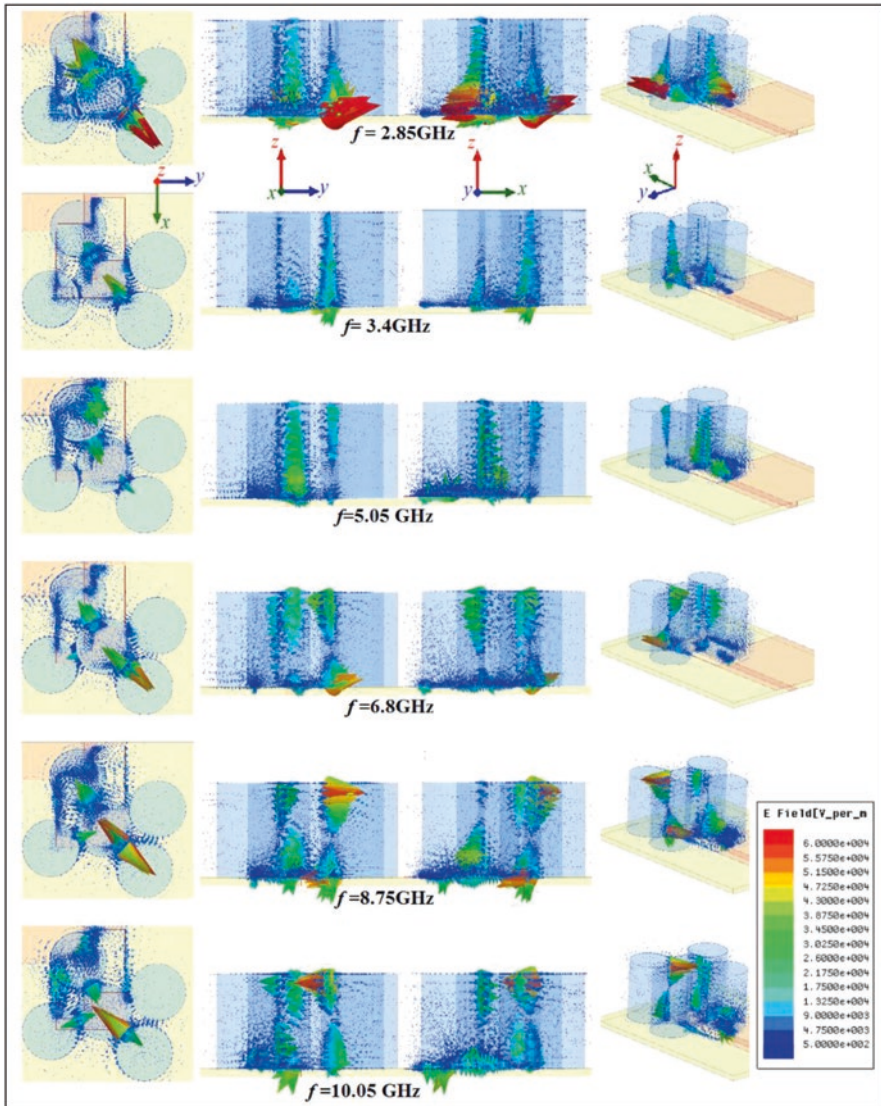 f = 2.85GHz
z y x
z x y
z y x
z x y
f= 3.4GHz
f=5.05 GHz
f=6.8GHz
f=8.75GHz
f=10.05 GHz
E Field[V_per_m
6.0000e+004
5.5750e+004
5.1500e+004
4.7250e+004
4.3000e+004
3.8750e+004
3.4500e+004
3.0250e+004
2.6000e+004
2.1750e+004
1.7500e+004
1.3250e+004
9.0000e+003
4.7500e+003
5.0000e+002